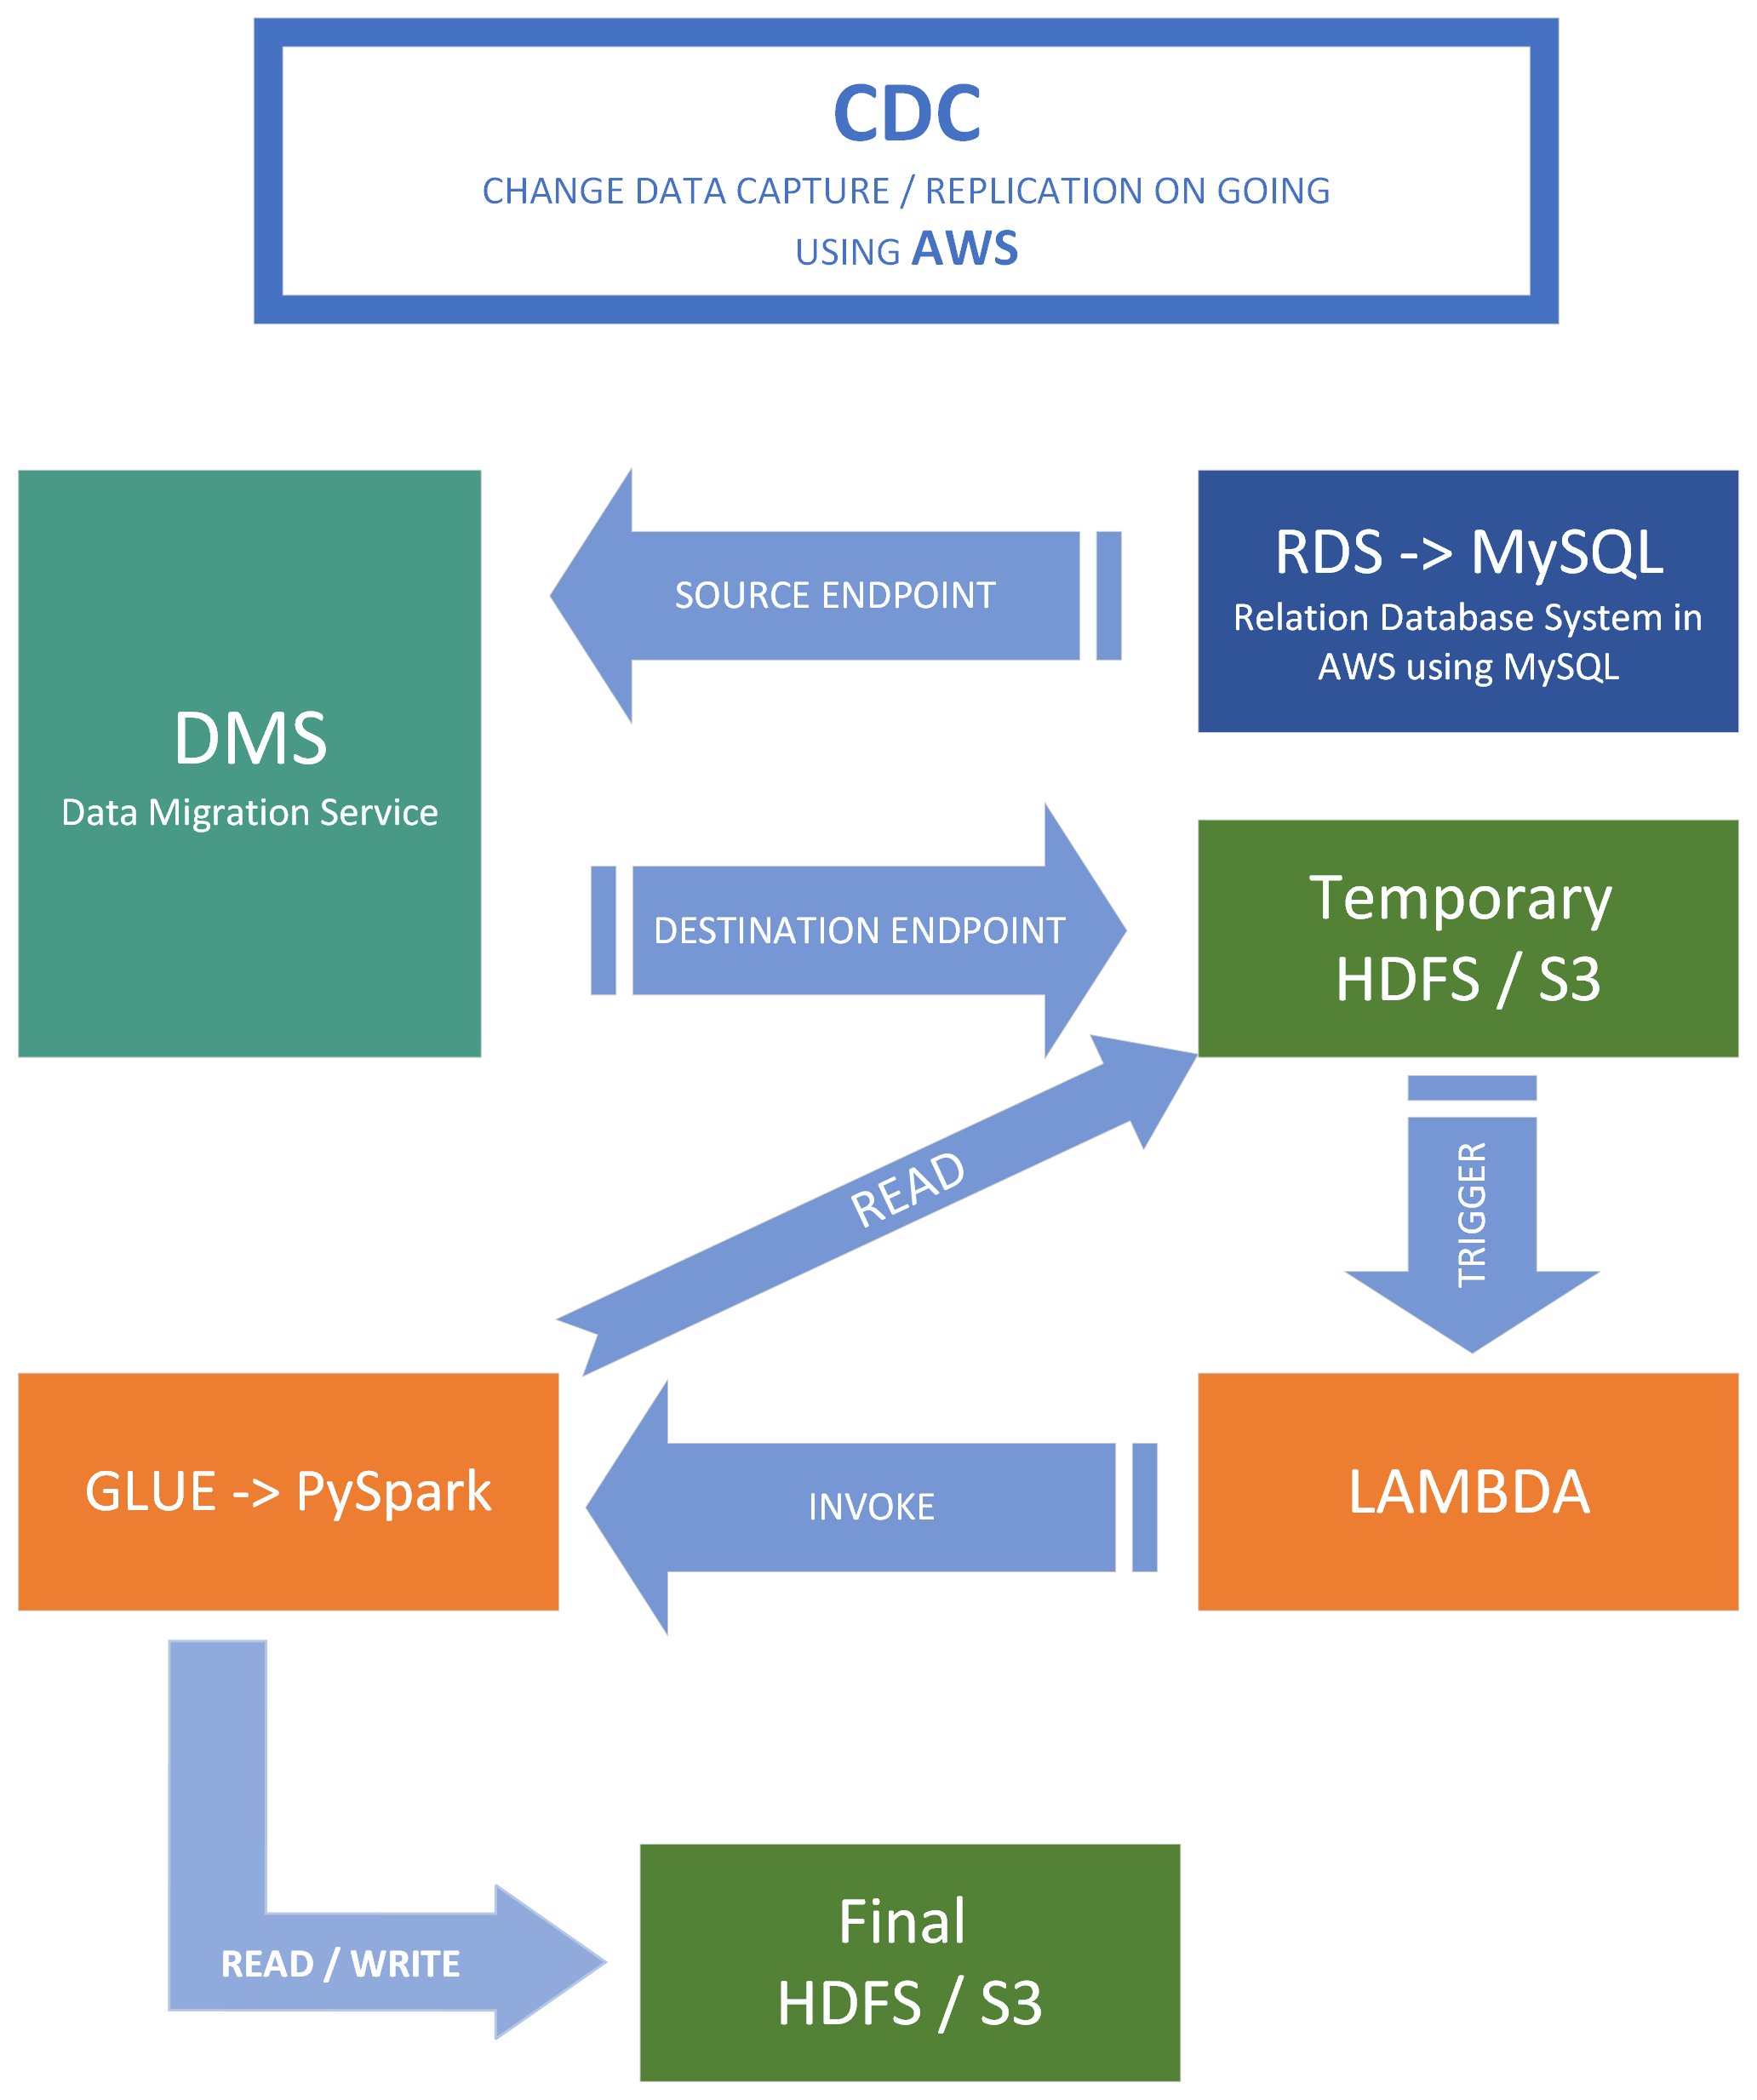 CDC
CHANGE DATA CAPTURE / REPLICATION ON GOING
USING AWS
SOURCE ENDPOINT
RDS -> MySQL
Relation Database System in
AWS using MySQL
DMS
Data Migration Service
DESTINATION ENDPOINT
Temporary
HDFS / S3
READ
TRIGGER
GLUE -> PySpark
INVOKE
LAMBDA
READ / WRITE
Final
HDFS / S3